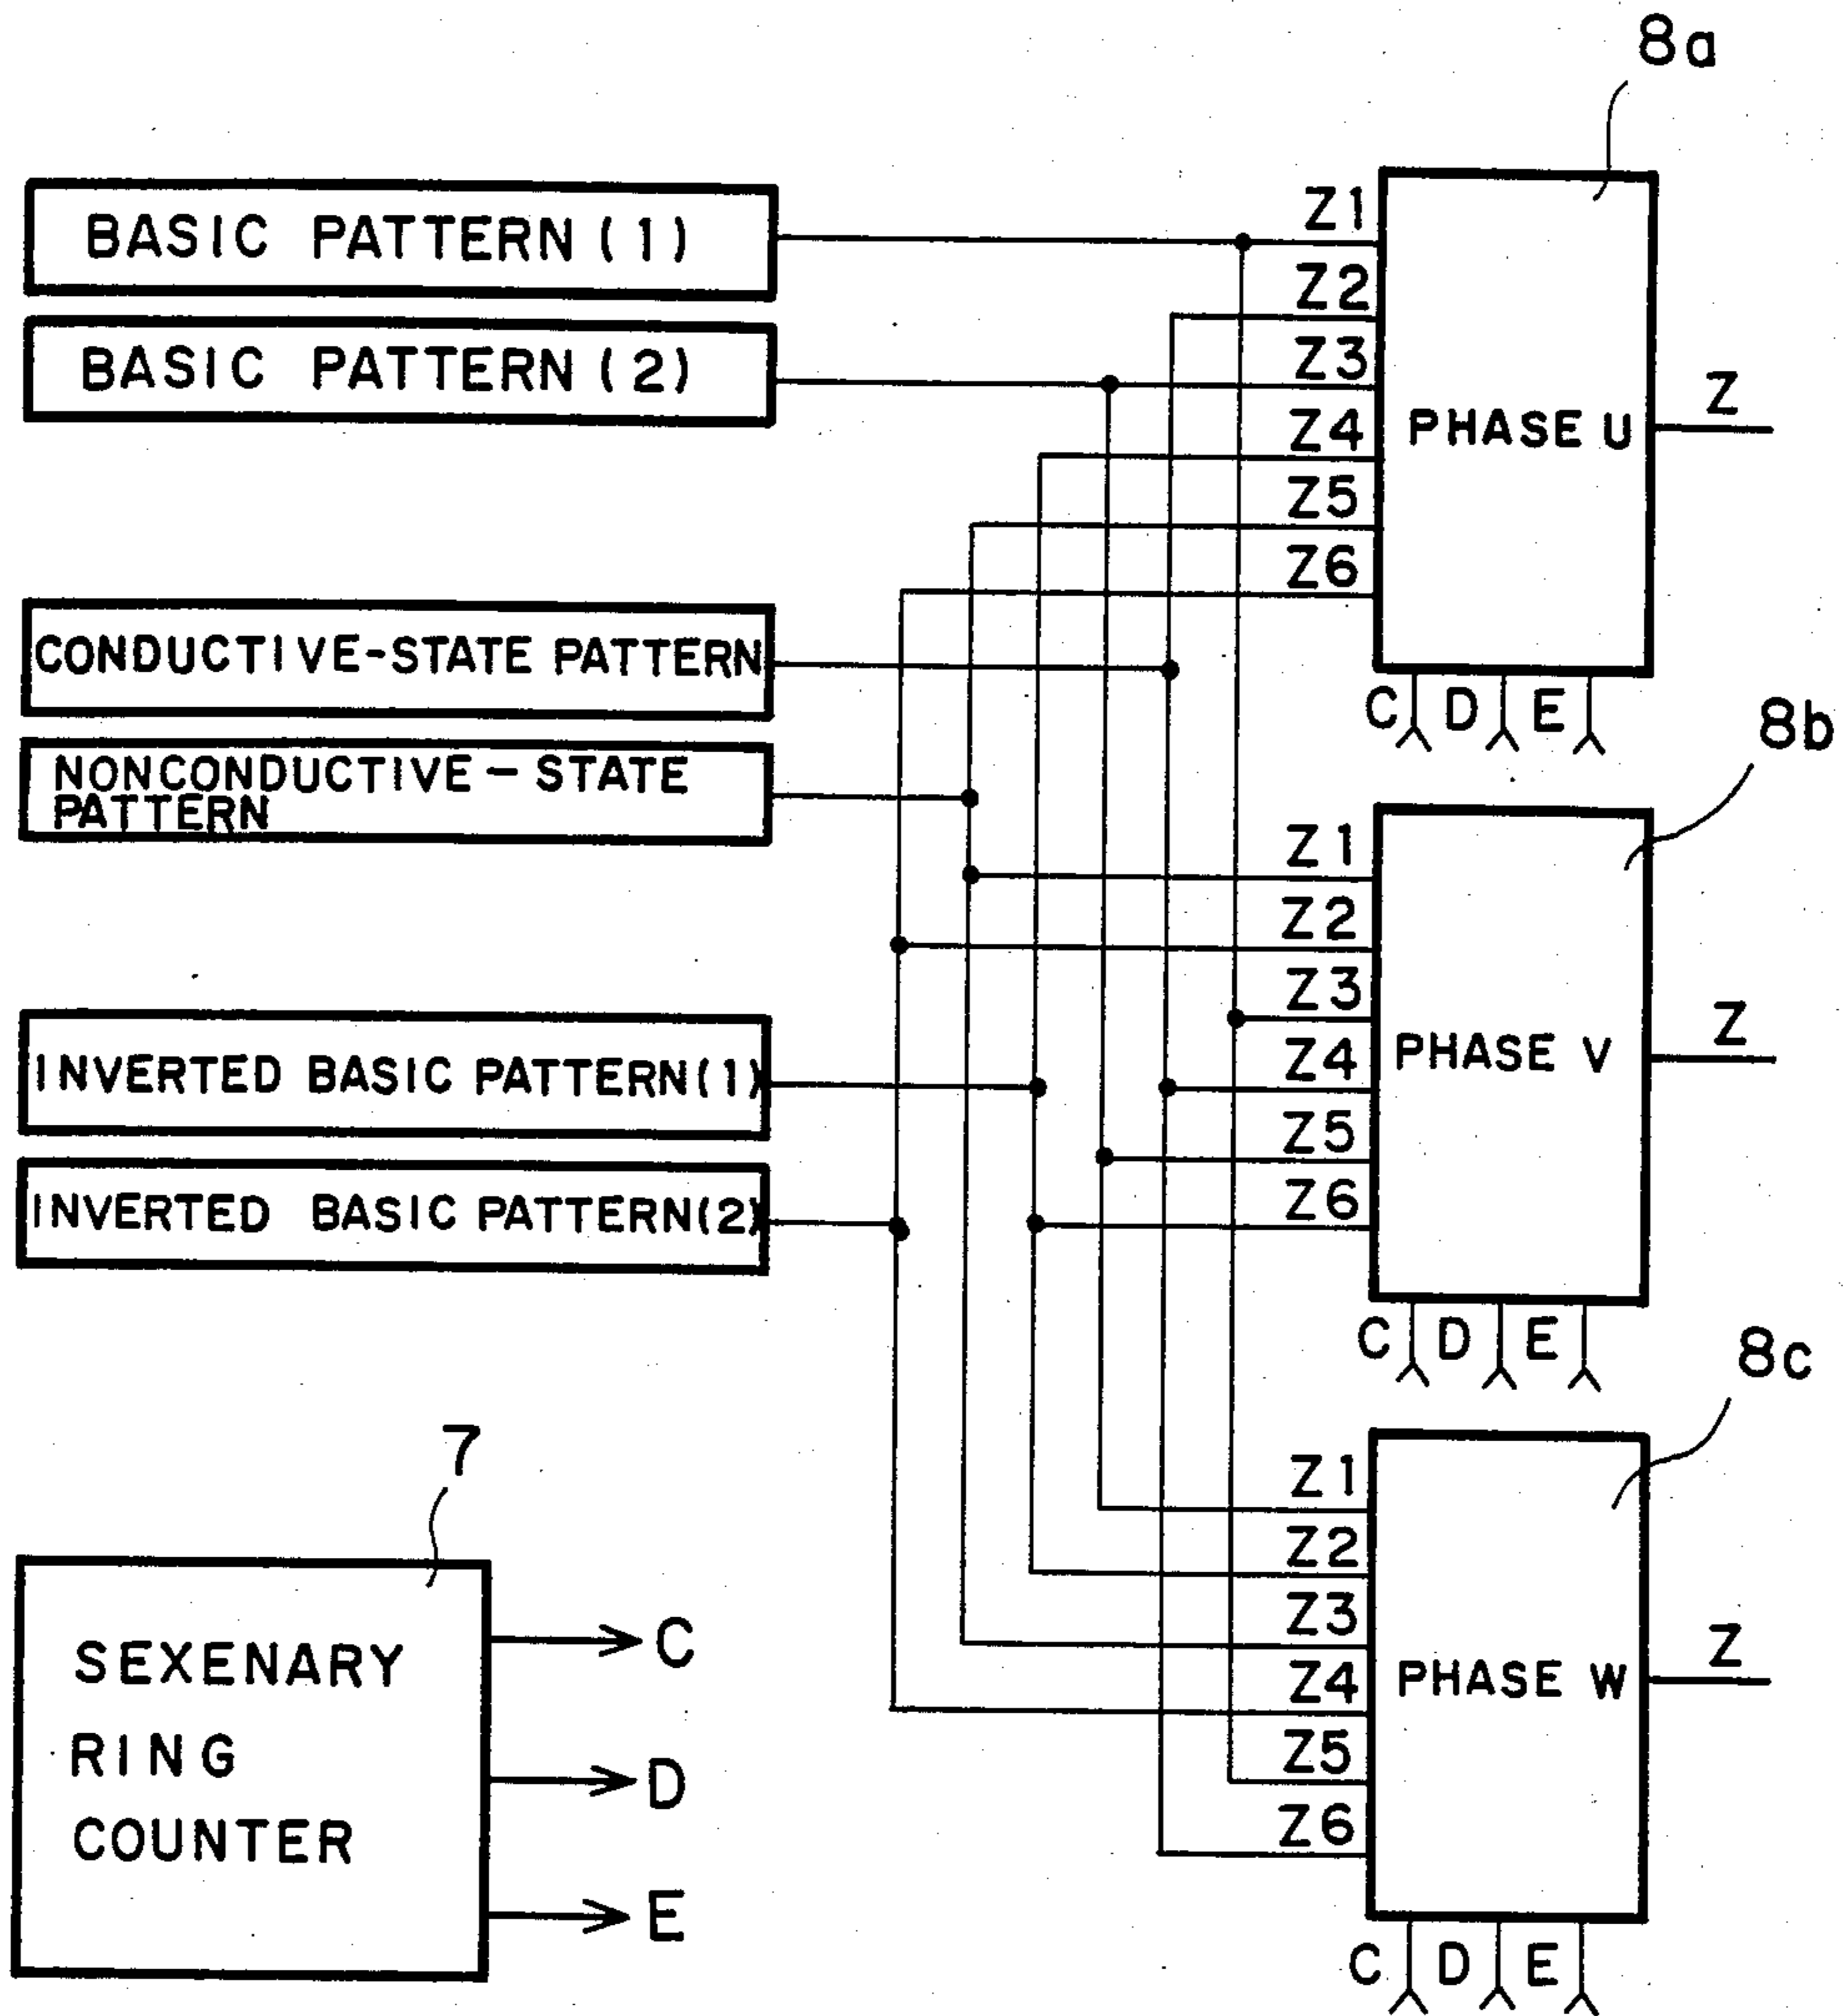 8a
BASIC PATTERN(1)
BASIC PATTERN(2)
CONDUCTIVE-STATE PATTERN
NONCONDUCTIVE-STATE
PATTERN
INVERTED BASIC PATTERN(1)
INVERTED BASIC PATTERN(2)
Z1
Z2
Z3
Z4
Z5
Z6
PHASE U
Z
C D E
8b
Z1
Z2
Z3
Z4
Z5
Z6
PHASE V
Z
C D E
8c
Z1
Z2
Z3
Z4
Z5
Z6
PHASE W
Z
C D E
7
SEXENARY
RING
COUNTER
C
D
E